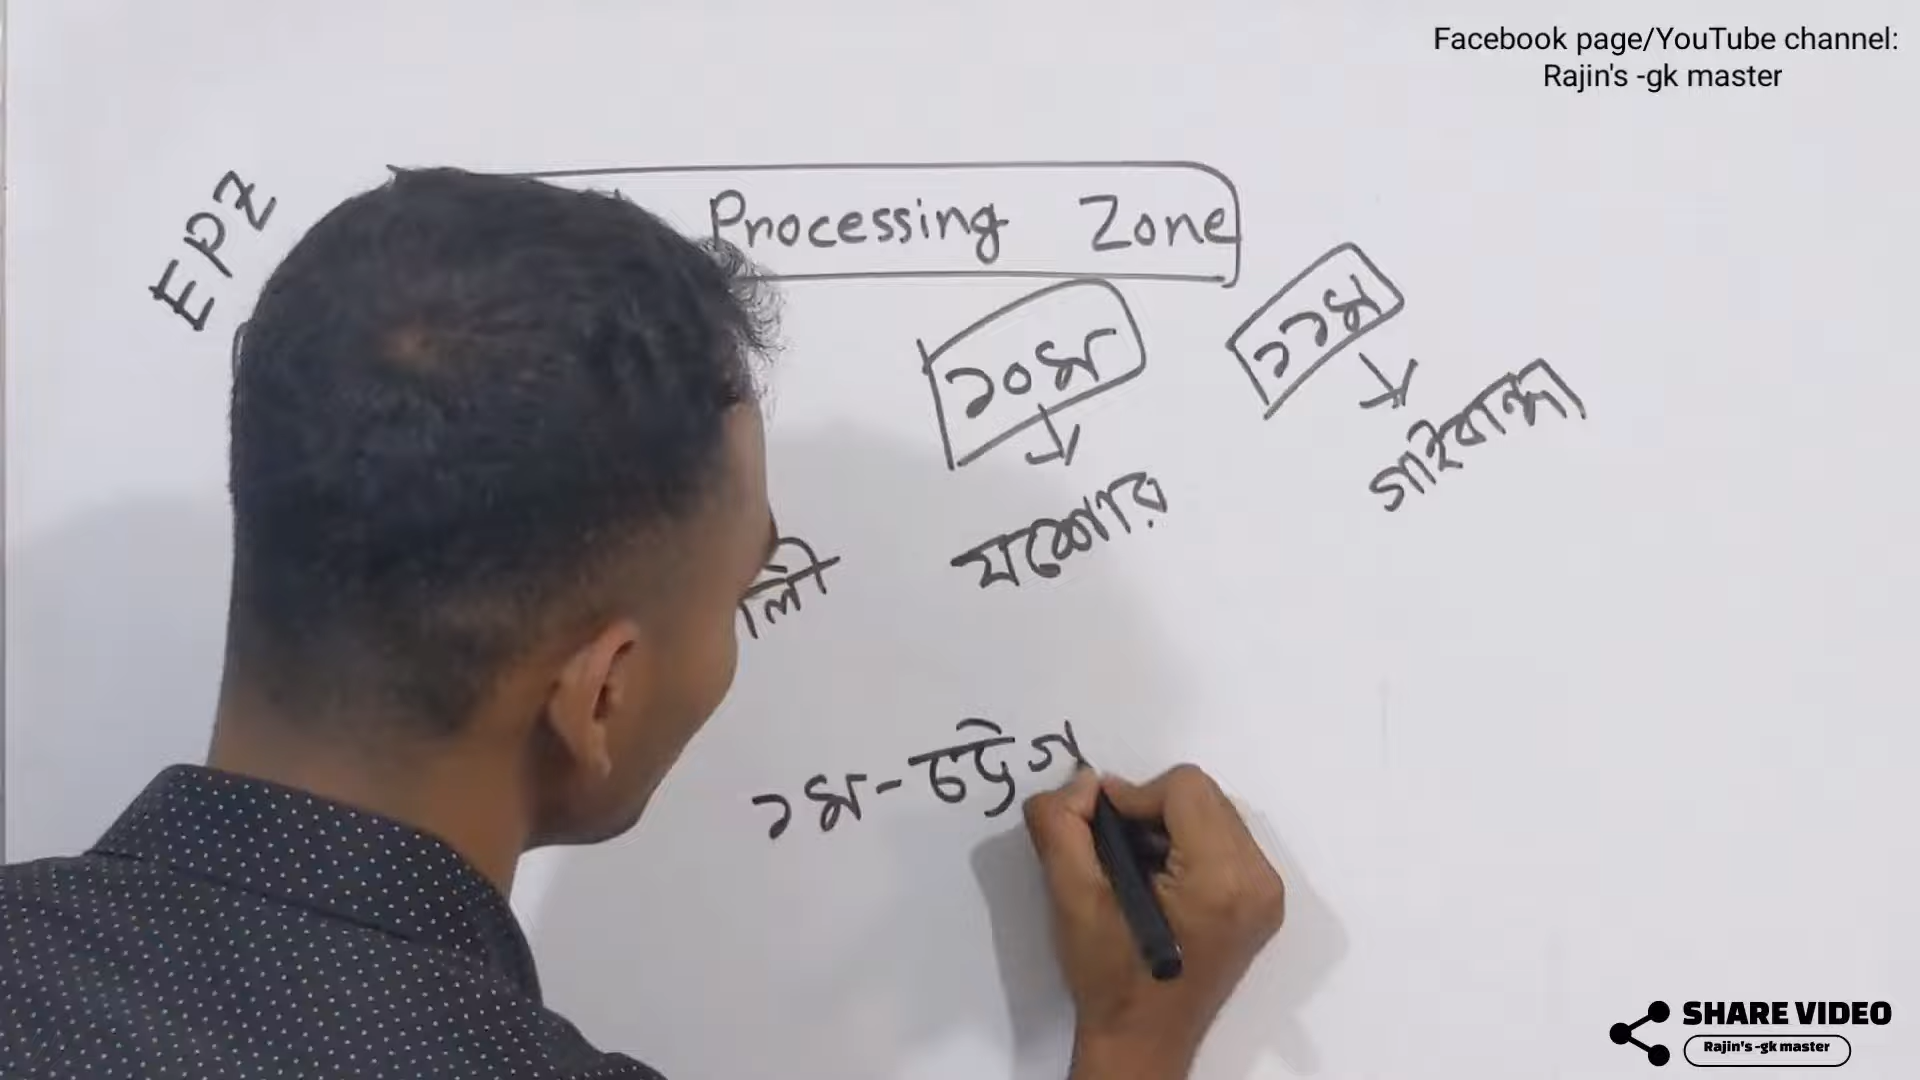 Facebook page/YouTube channel:
Rajin's -gk master
EPZ
Processing Zone
১০ম
১১ম
যশোর
গাইবান্ধা
১ম-চট্টগ
SHARE VIDEO
Rajin's -gk master